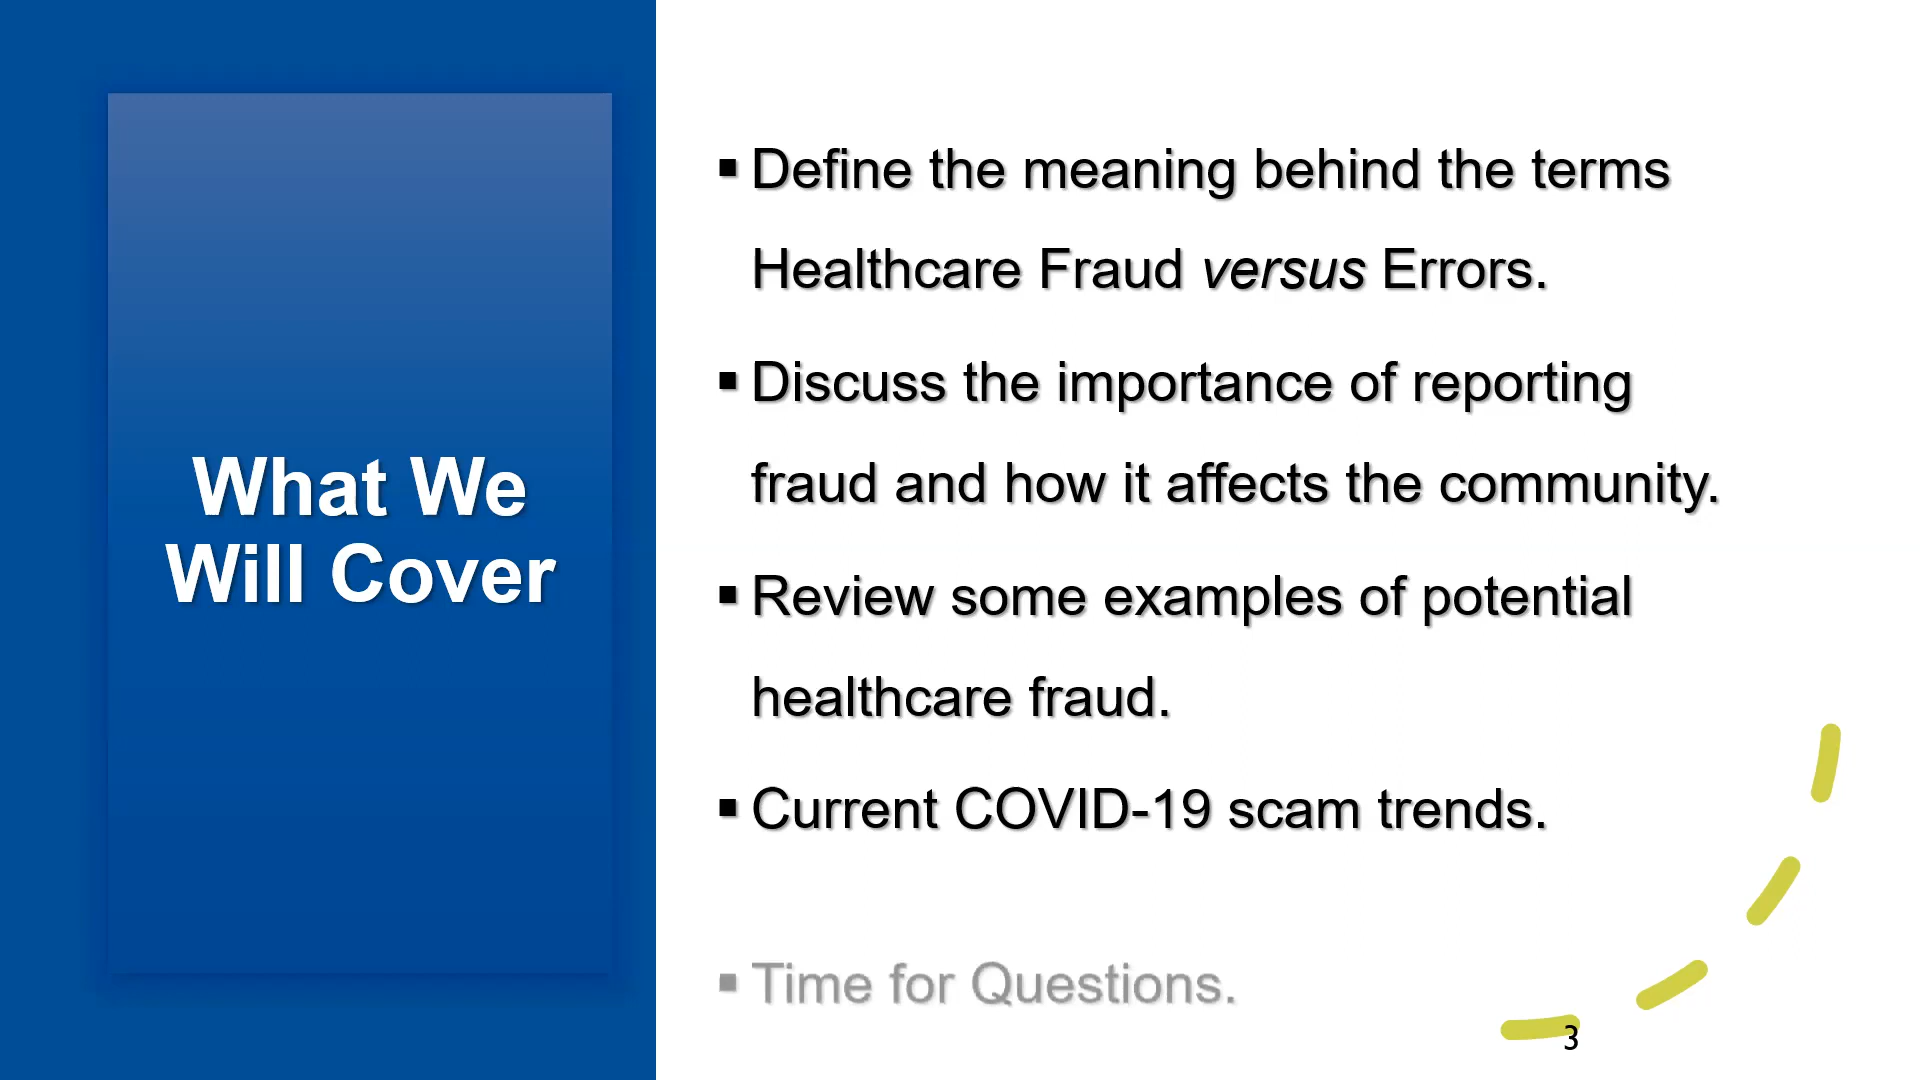 What We
Will Cover
▪ Define the meaning behind the terms
Healthcare Fraud versus Errors.
▪ Discuss the importance of reporting
fraud and how it affects the community.
▪ Review some examples of potential
healthcare fraud.
▪ Current COVID-19 scam trends.
▪ Time for Questions.
3